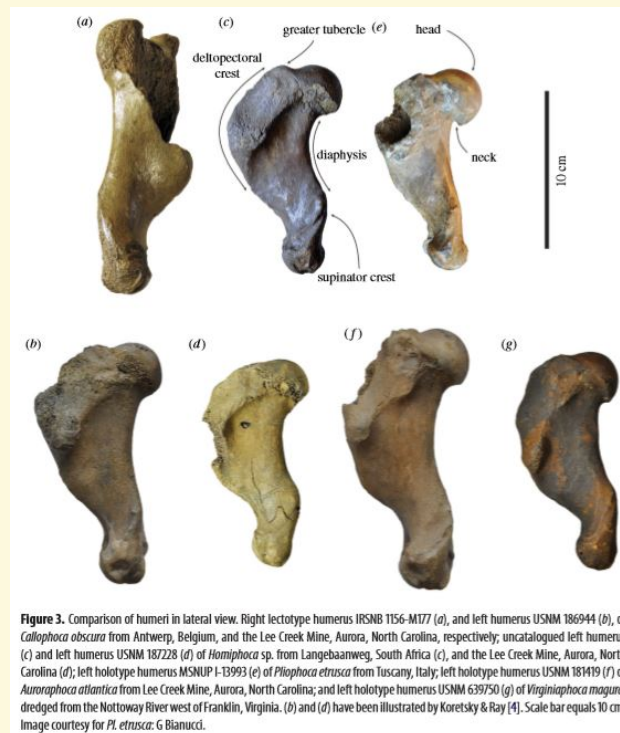 (a)
(c)
greater tubercle
(e)
head
deltopectoral
crest
diaphysis
neck
10 cm
supinator crest
(b)
(d)
(f)
(g)
Figure 3. Comparison of humeri in lateral view. Right lectotype humerus IRSNB 1156-M177 (a), and left humerus USNM 186944 (b), o
Callophoca obscura from Antwerp, Belgium, and the Lee Creek Mine, Aurora, North Carolina, respectively; uncatalogued left humeru
(c) and left humerus USNM 187228 (d) of Homiphoca sp. from Langebaanweg, South Africa (c), and the Lee Creek Mine, Aurora, Nort
Carolina (d); left holotype humerus MSNUP I-13993 (e) of Pliophoca etrusca from Tuscany, Italy; left holotype humerus USNM 181419 (f) o
Auroraphoca atlantica from Lee Creek Mine, Aurora, North Carolina; and left holotype humerus USNM 639750 (g) of Virginiaphoca magura
dredged from the Nottoway River west of Franklin, Virginia. (b) and (d) have been illustrated by Koretsky & Ray [4]. Scale bar equals 10 cm
Image courtesy for Pl. etrusca: G Bianucci.